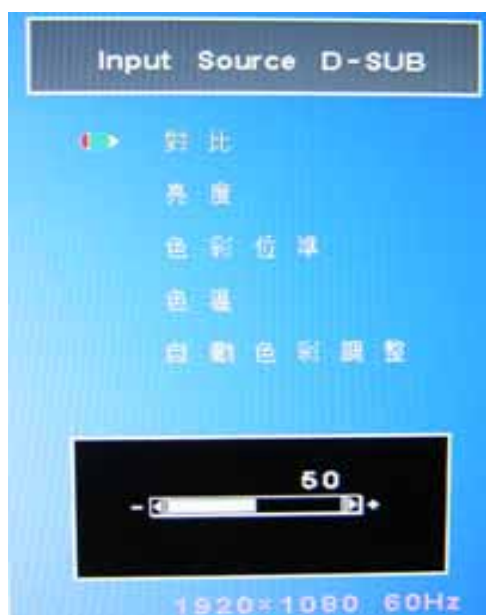 Input Source D-SUB
對比
亮度
色彩位準
色溫
自動色彩調整
50
- +
1920×1080 60Hz